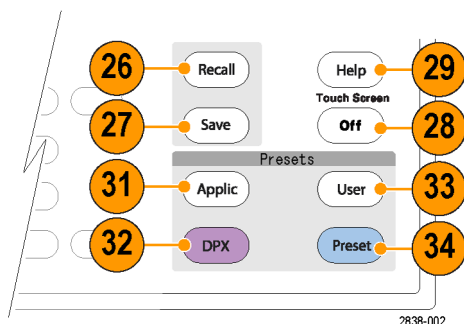 26 Recall Help 29
Touch Screen
27 Save Off 28
Presets
31 Applic User 33
32 DPX Preset 34
2838-002